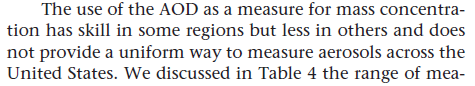 The use of the AOD as a measure for mass concentra-
tion has skill in some regions but less in others and does
not provide a uniform way to measure aerosols across the
United States. We discussed in Table 4 the range of mea-